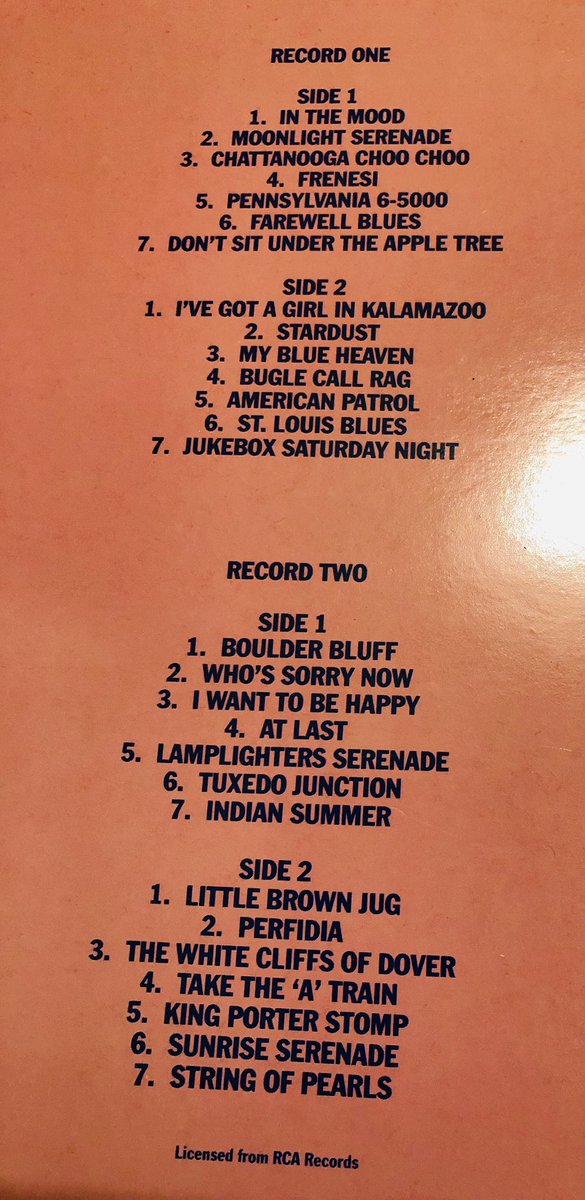 RECORD ONE
SIDE 1
1. IN THE MOOD
2. MOONLIGHT SERENADE
3. CHATTANOOGA CHOO CHOO
4. FRENESI
5. PENNSYLVANIA 6-5000
6. FAREWELL BLUES
7. DON'T SIT UNDER THE APPLE TREE
SIDE 2
1. I'VE GOT A GIRL IN KALAMAZOO
2. STARDUST
3. MY BLUE HEAVEN
4. BUGLE CALL RAG
5. AMERICAN PATROL
6. ST. LOUIS BLUES
7. JUKEBOX SATURDAY NIGHT
RECORD TWO
SIDE 1
1. BOULDER BLUFF
2. WHO'S SORRY NOW
3. I WANT TO BE HAPPY
4. AT LAST
5. LAMPLIGHTERS SERENADE
6. TUXEDO JUNCTION
7. INDIAN SUMMER
SIDE 2
1. LITTLE BROWN JUG
2. PERFIDIA
3. THE WHITE CLIFFS OF DOVER
4. TAKE THE ‘A’ TRAIN
5. KING PORTER STOMP
6. SUNRISE SERENADE
7. STRING OF PEARLS
Licensed from RCA Records